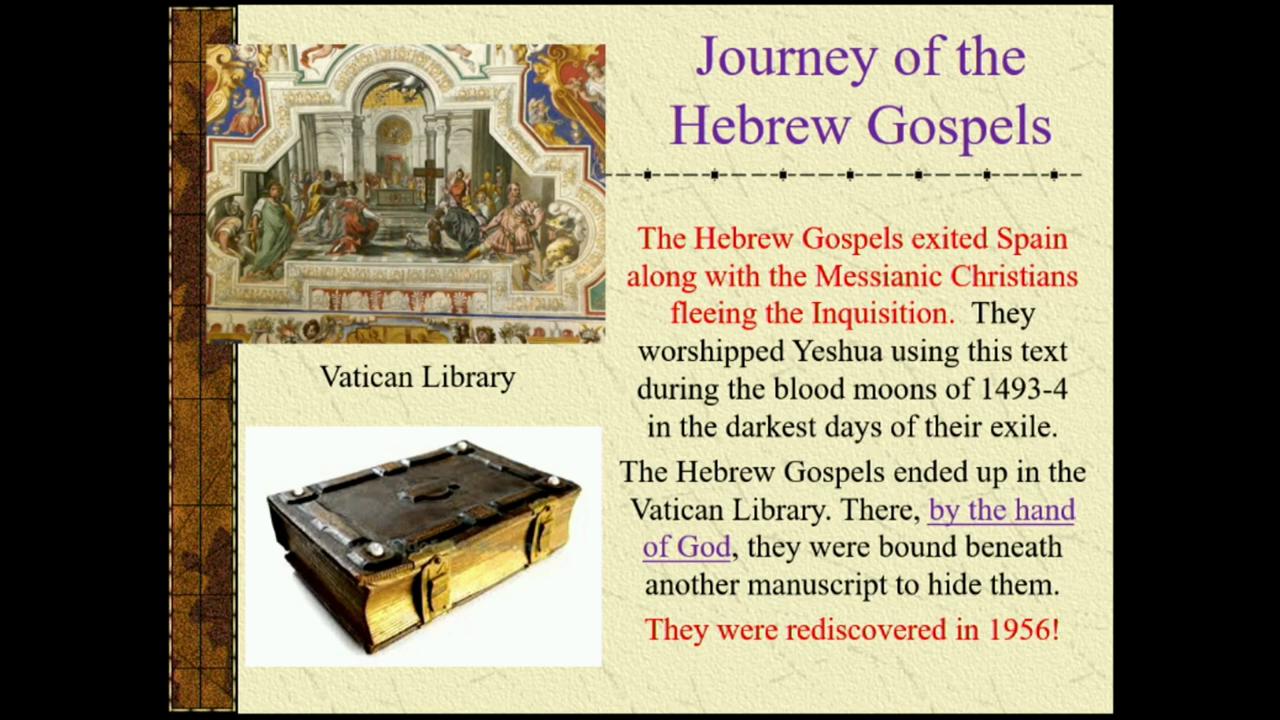 Journey of the
Hebrew Gospels
The Hebrew Gospels exited Spain
along with the Messianic Christians
fleeing the Inquisition. They
worshipped Yeshua using this text
during the blood moons of 1493-4
in the darkest days of their exile.
The Hebrew Gospels ended up in the
Vatican Library. There, by the hand
of God, they were bound beneath
another manuscript to hide them.
They were rediscovered in 1956!
Vatican Library